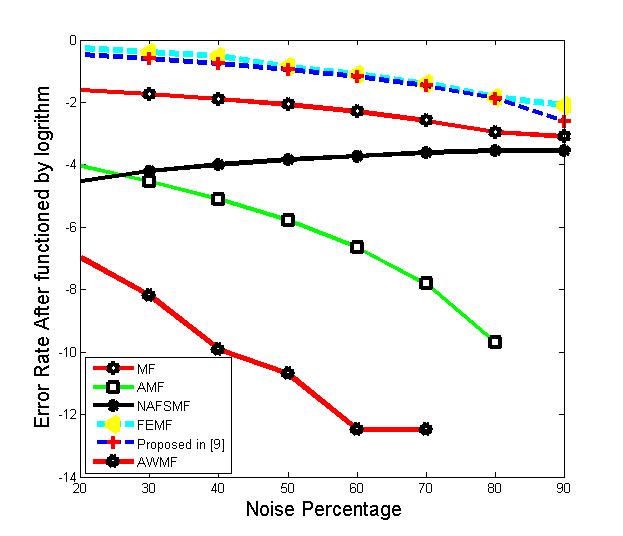 0
-2
-4
-6
-8
-10
-12
-14
Error Rate After functioned by logrithm
MF
AMF
NAFSMF
FEMF
Proposed in [9]
AWMF
20 30 40 50 60 70 80 90
Noise Percentage